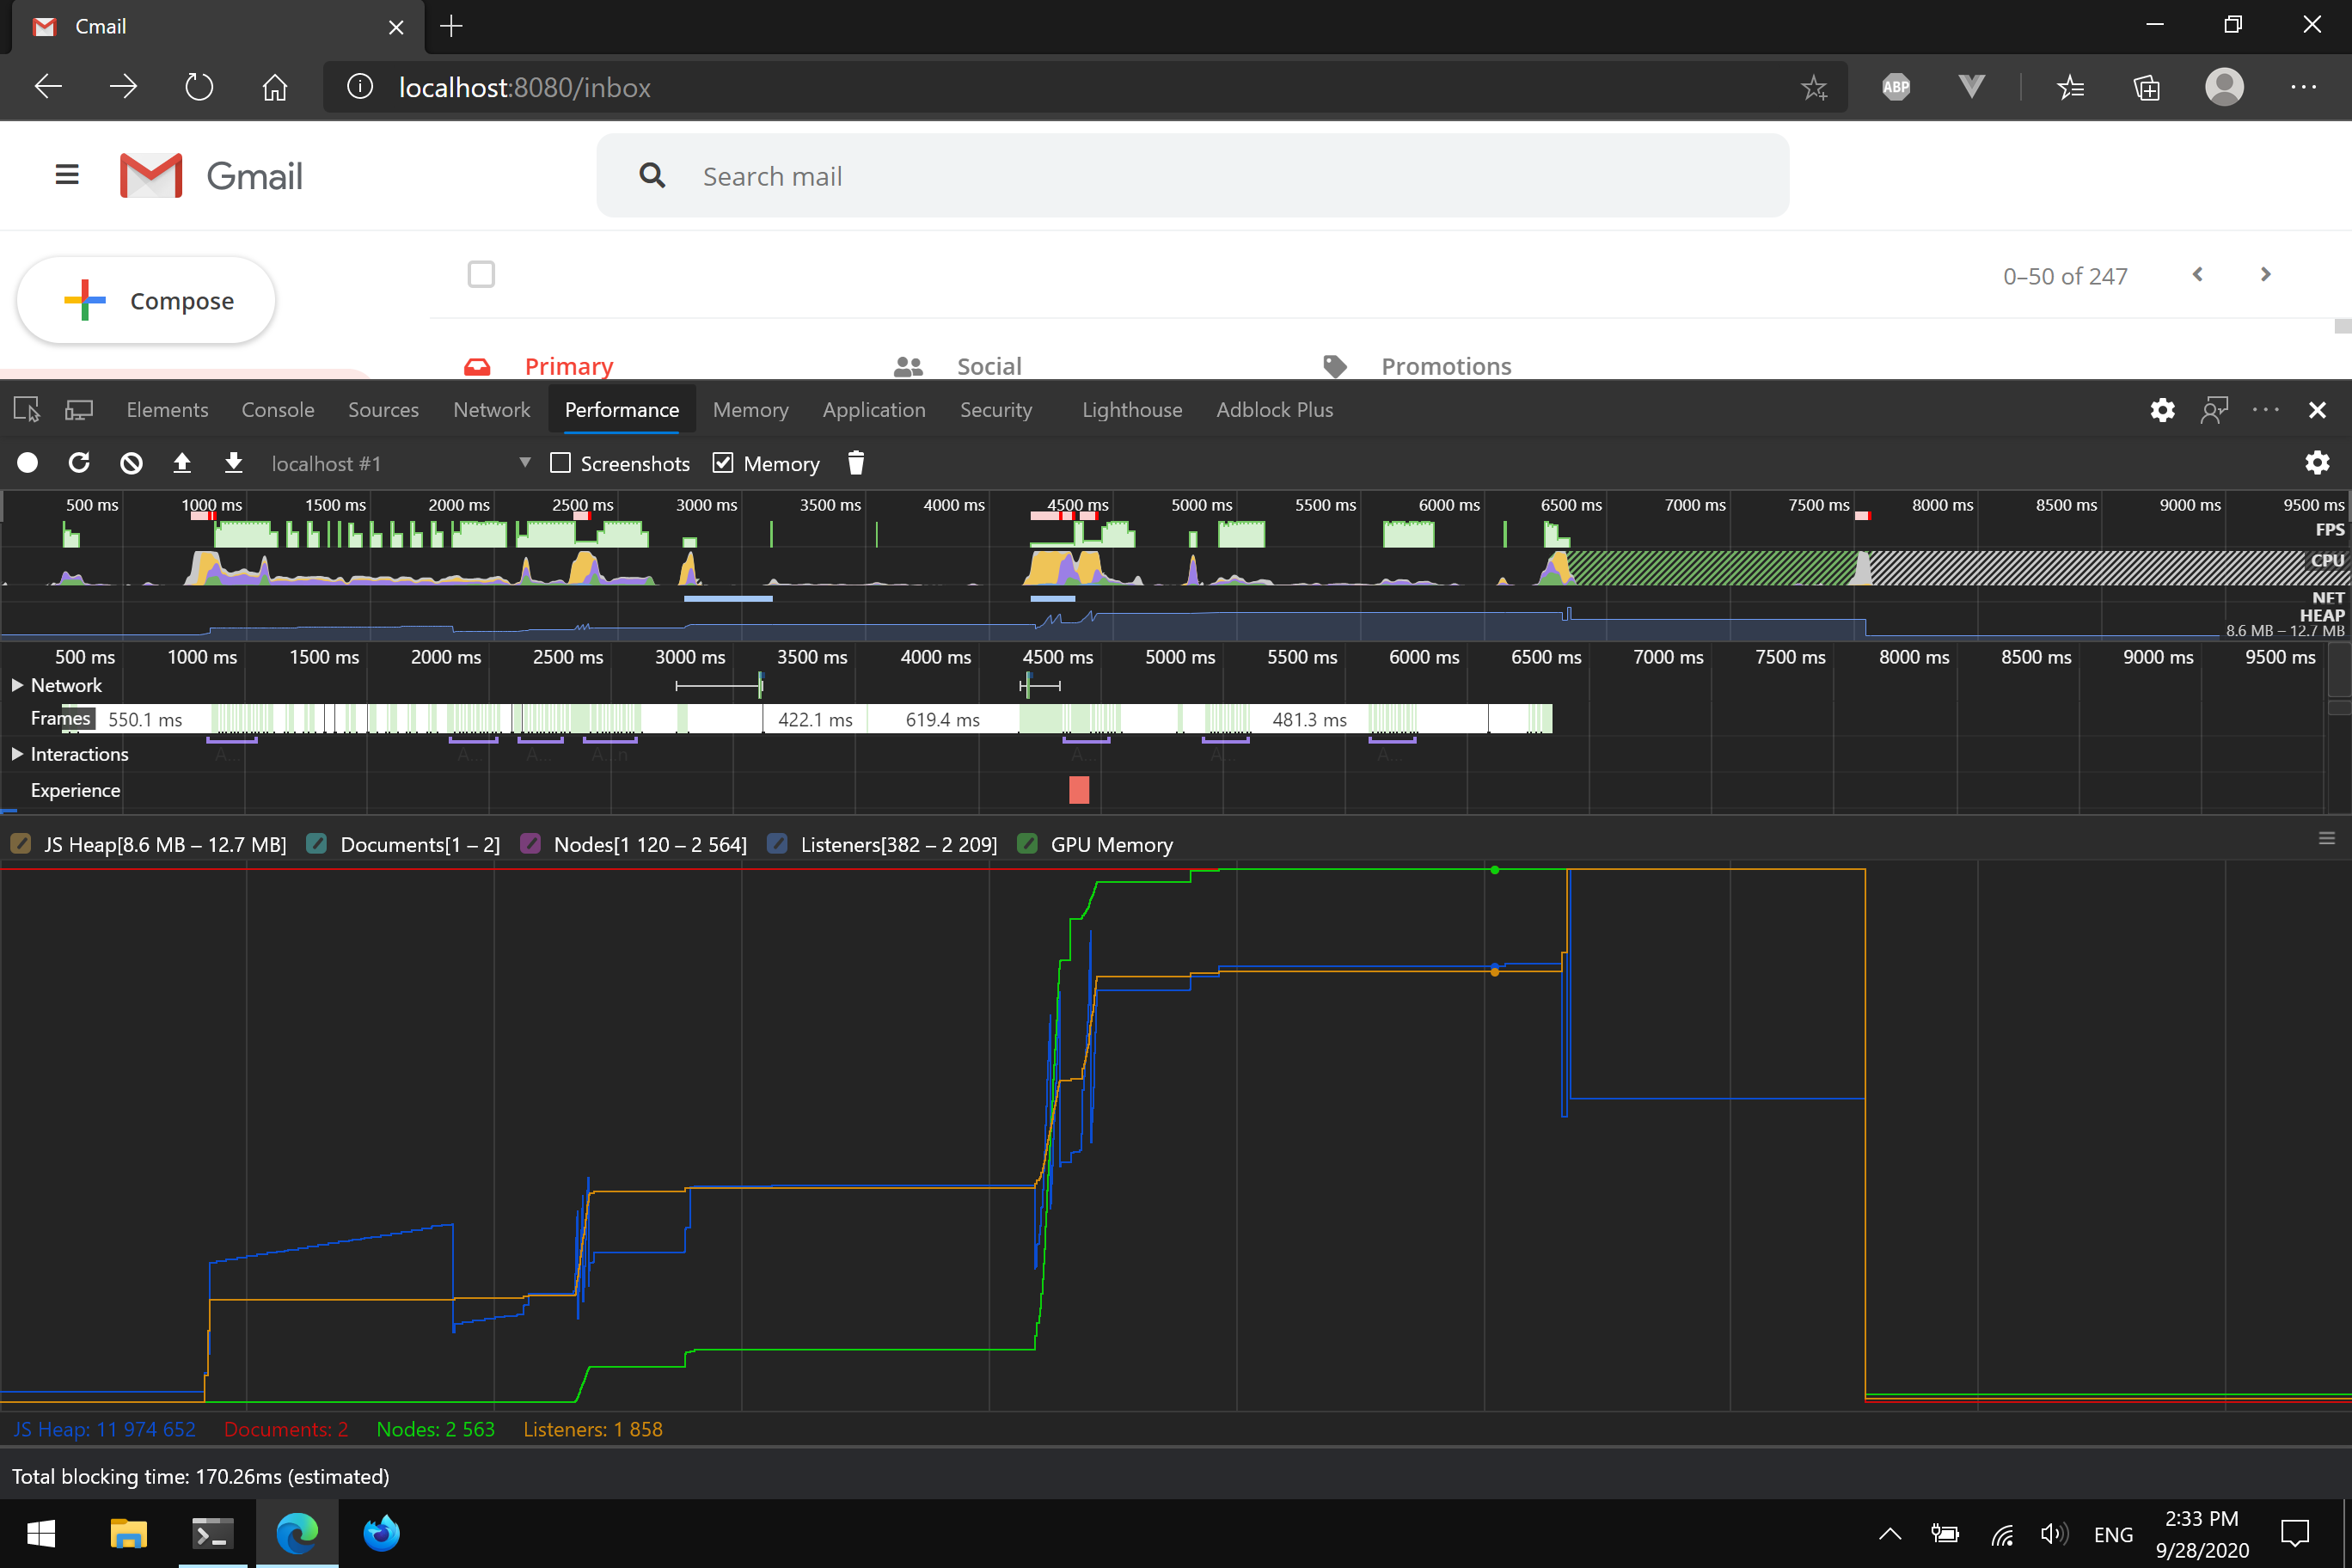 Cmail
localhost:8080/inbox
ABP
Gmail
Search mail
Compose
0–50 of 247
Primary
Social
Promotions
Elements Console Sources Network Performance Memory Application Security Lighthouse Adblock Plus
localhost #1 Screenshots Memory
500 ms 1000 ms 1500 ms 2000 ms 2500 ms 3000 ms 3500 ms 4000 ms 4500 ms 5000 ms 5500 ms 6000 ms 6500 ms 7000 ms 7500 ms 8000 ms 8500 ms 9000 ms 9500 ms
FPS
CPU
NET
HEAP
8.6 MB – 12.7 MB
500 ms 1000 ms 1500 ms 2000 ms 2500 ms 3000 ms 3500 ms 4000 ms 4500 ms 5000 ms 5500 ms 6000 ms 6500 ms 7000 ms 7500 ms 8000 ms 8500 ms 9000 ms 9500 ms
Network
Frames 550.1 ms 422.1 ms 619.4 ms 481.3 ms
Interactions A... A... A... A...n A... A... A...
Experience
JS Heap[8.6 MB – 12.7 MB] Documents[1 – 2] Nodes[1 120 – 2 564] Listeners[382 – 2 209] GPU Memory
JS Heap: 11 974 652 Documents: 2 Nodes: 2 563 Listeners: 1 858
Total blocking time: 170.26ms (estimated)
ENG
2:33 PM
9/28/2020